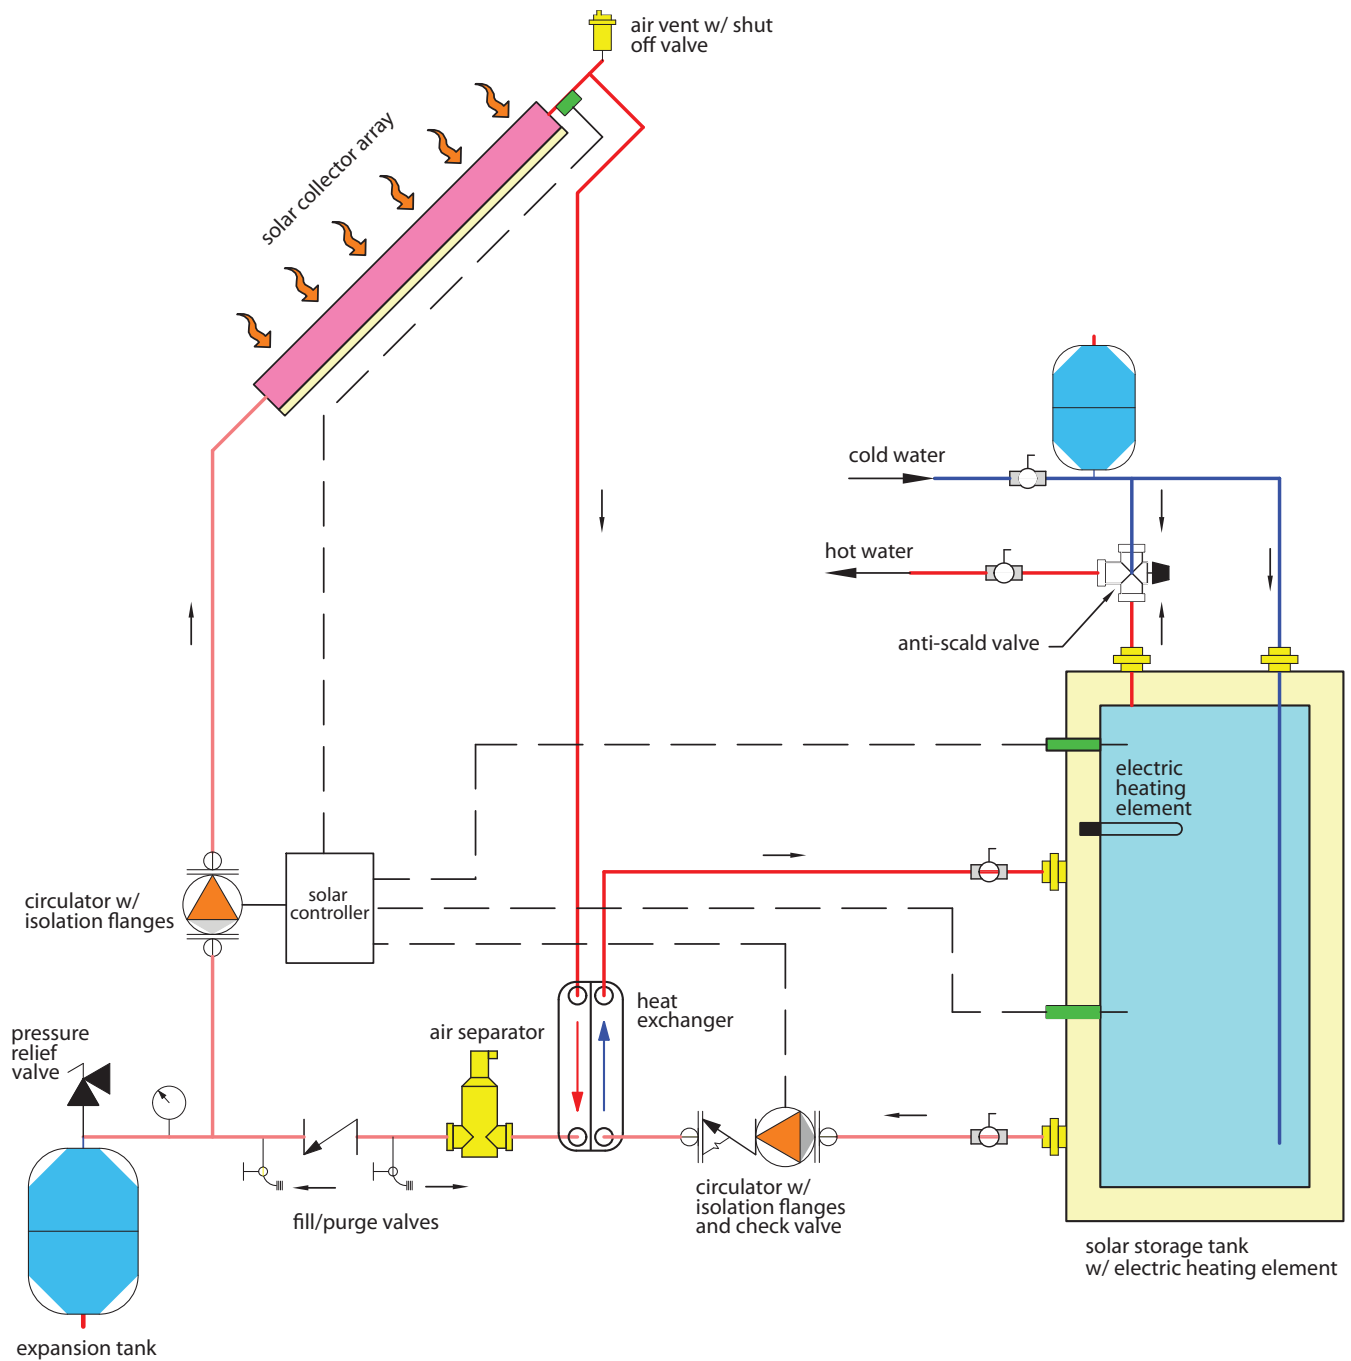 air vent w/ shut
off valve
solar collector array
cold water
hot water
anti-scald valve
electric
heating
element
circulator w/
isolation flanges
solar
controller
heat
exchanger
air separator
pressure
relief
valve
circulator w/
isolation flanges
and check valve
fill/purge valves
solar storage tank
w/ electric heating element
expansion tank